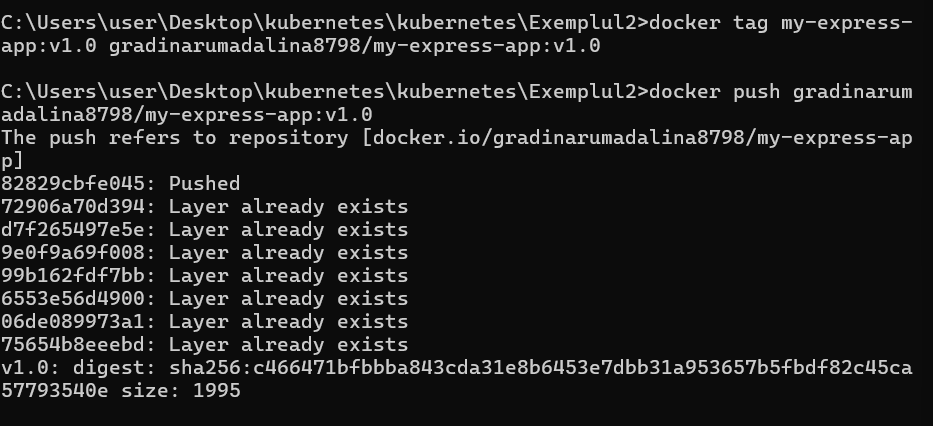 C:\Users\user\Desktop\kubernetes\kubernetes\Exemplul2>docker tag my-express-
app:v1.0 gradinarumadalina8798/my-express-app:v1.0
C:\Users\user\Desktop\kubernetes\kubernetes\Exemplul2>docker push gradinarum
adalina8798/my-express-app:v1.0
The push refers to repository [docker.io/gradinarumadalina8798/my-express-ap
p]
82829cbfe045: Pushed
72906a70d394: Layer already exists
d7f265497e5e: Layer already exists
9e0f9a69f008: Layer already exists
99b162fdf7bb: Layer already exists
6553e56d4900: Layer already exists
06de089973a1: Layer already exists
75654b8eeebd: Layer already exists
v1.0: digest: sha256:c466471bfbbba843cda31e8b6453e7dbb31a953657b5fbdf82c45ca
57793540e size: 1995